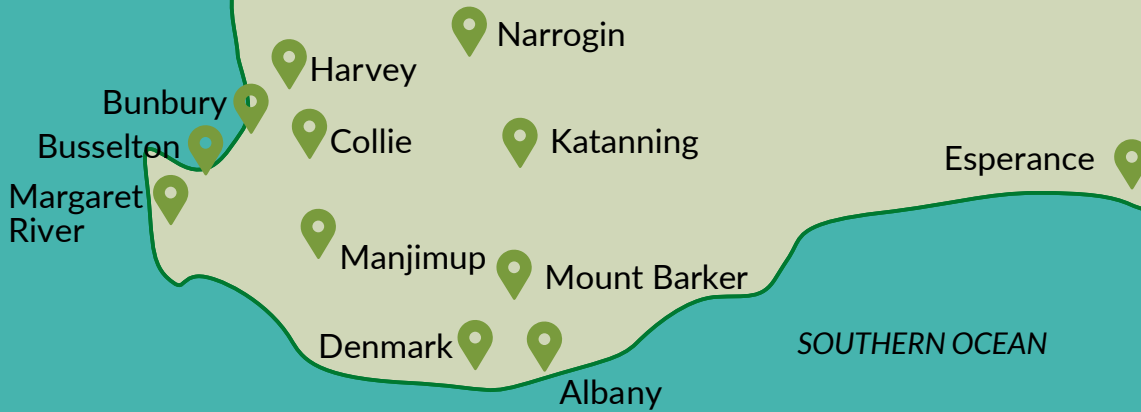 Narrogin
Harvey
Bunbury
Collie
Katanning
Busselton
Esperance
Margaret
River
Manjimup
Mount Barker
Denmark
SOUTHERN OCEAN
Albany